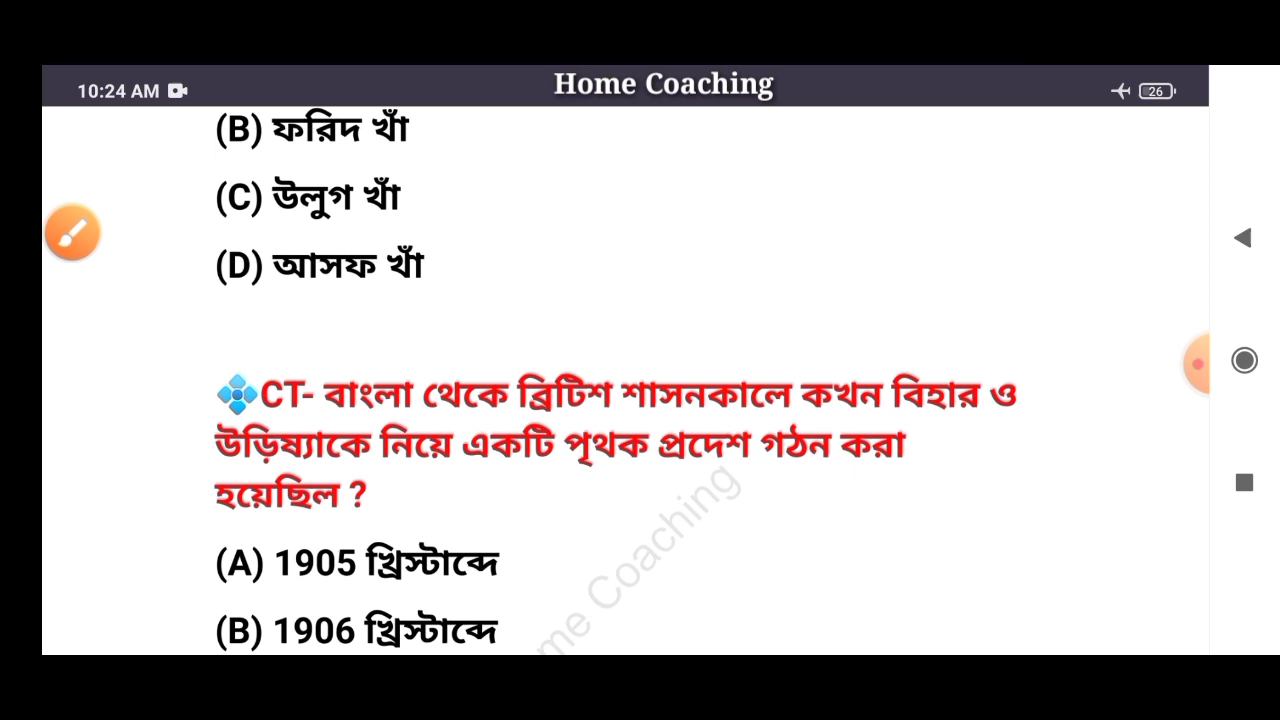 10:24 AM
Home Coaching
26
(B) ফরিদ খাঁ
(C) উলুগ খাঁ
(D) আসফ খাঁ
CT- বাংলা থেকে ব্রিটিশ শাসনকালে কখন বিহার ও
উড়িষ্যাকে নিয়ে একটি পৃথক প্রদেশ গঠন করা
হয়েছিল ?
(A) 1905 খ্রিস্টাব্দে
(B) 1906 খ্রিস্টাব্দে
me Coaching